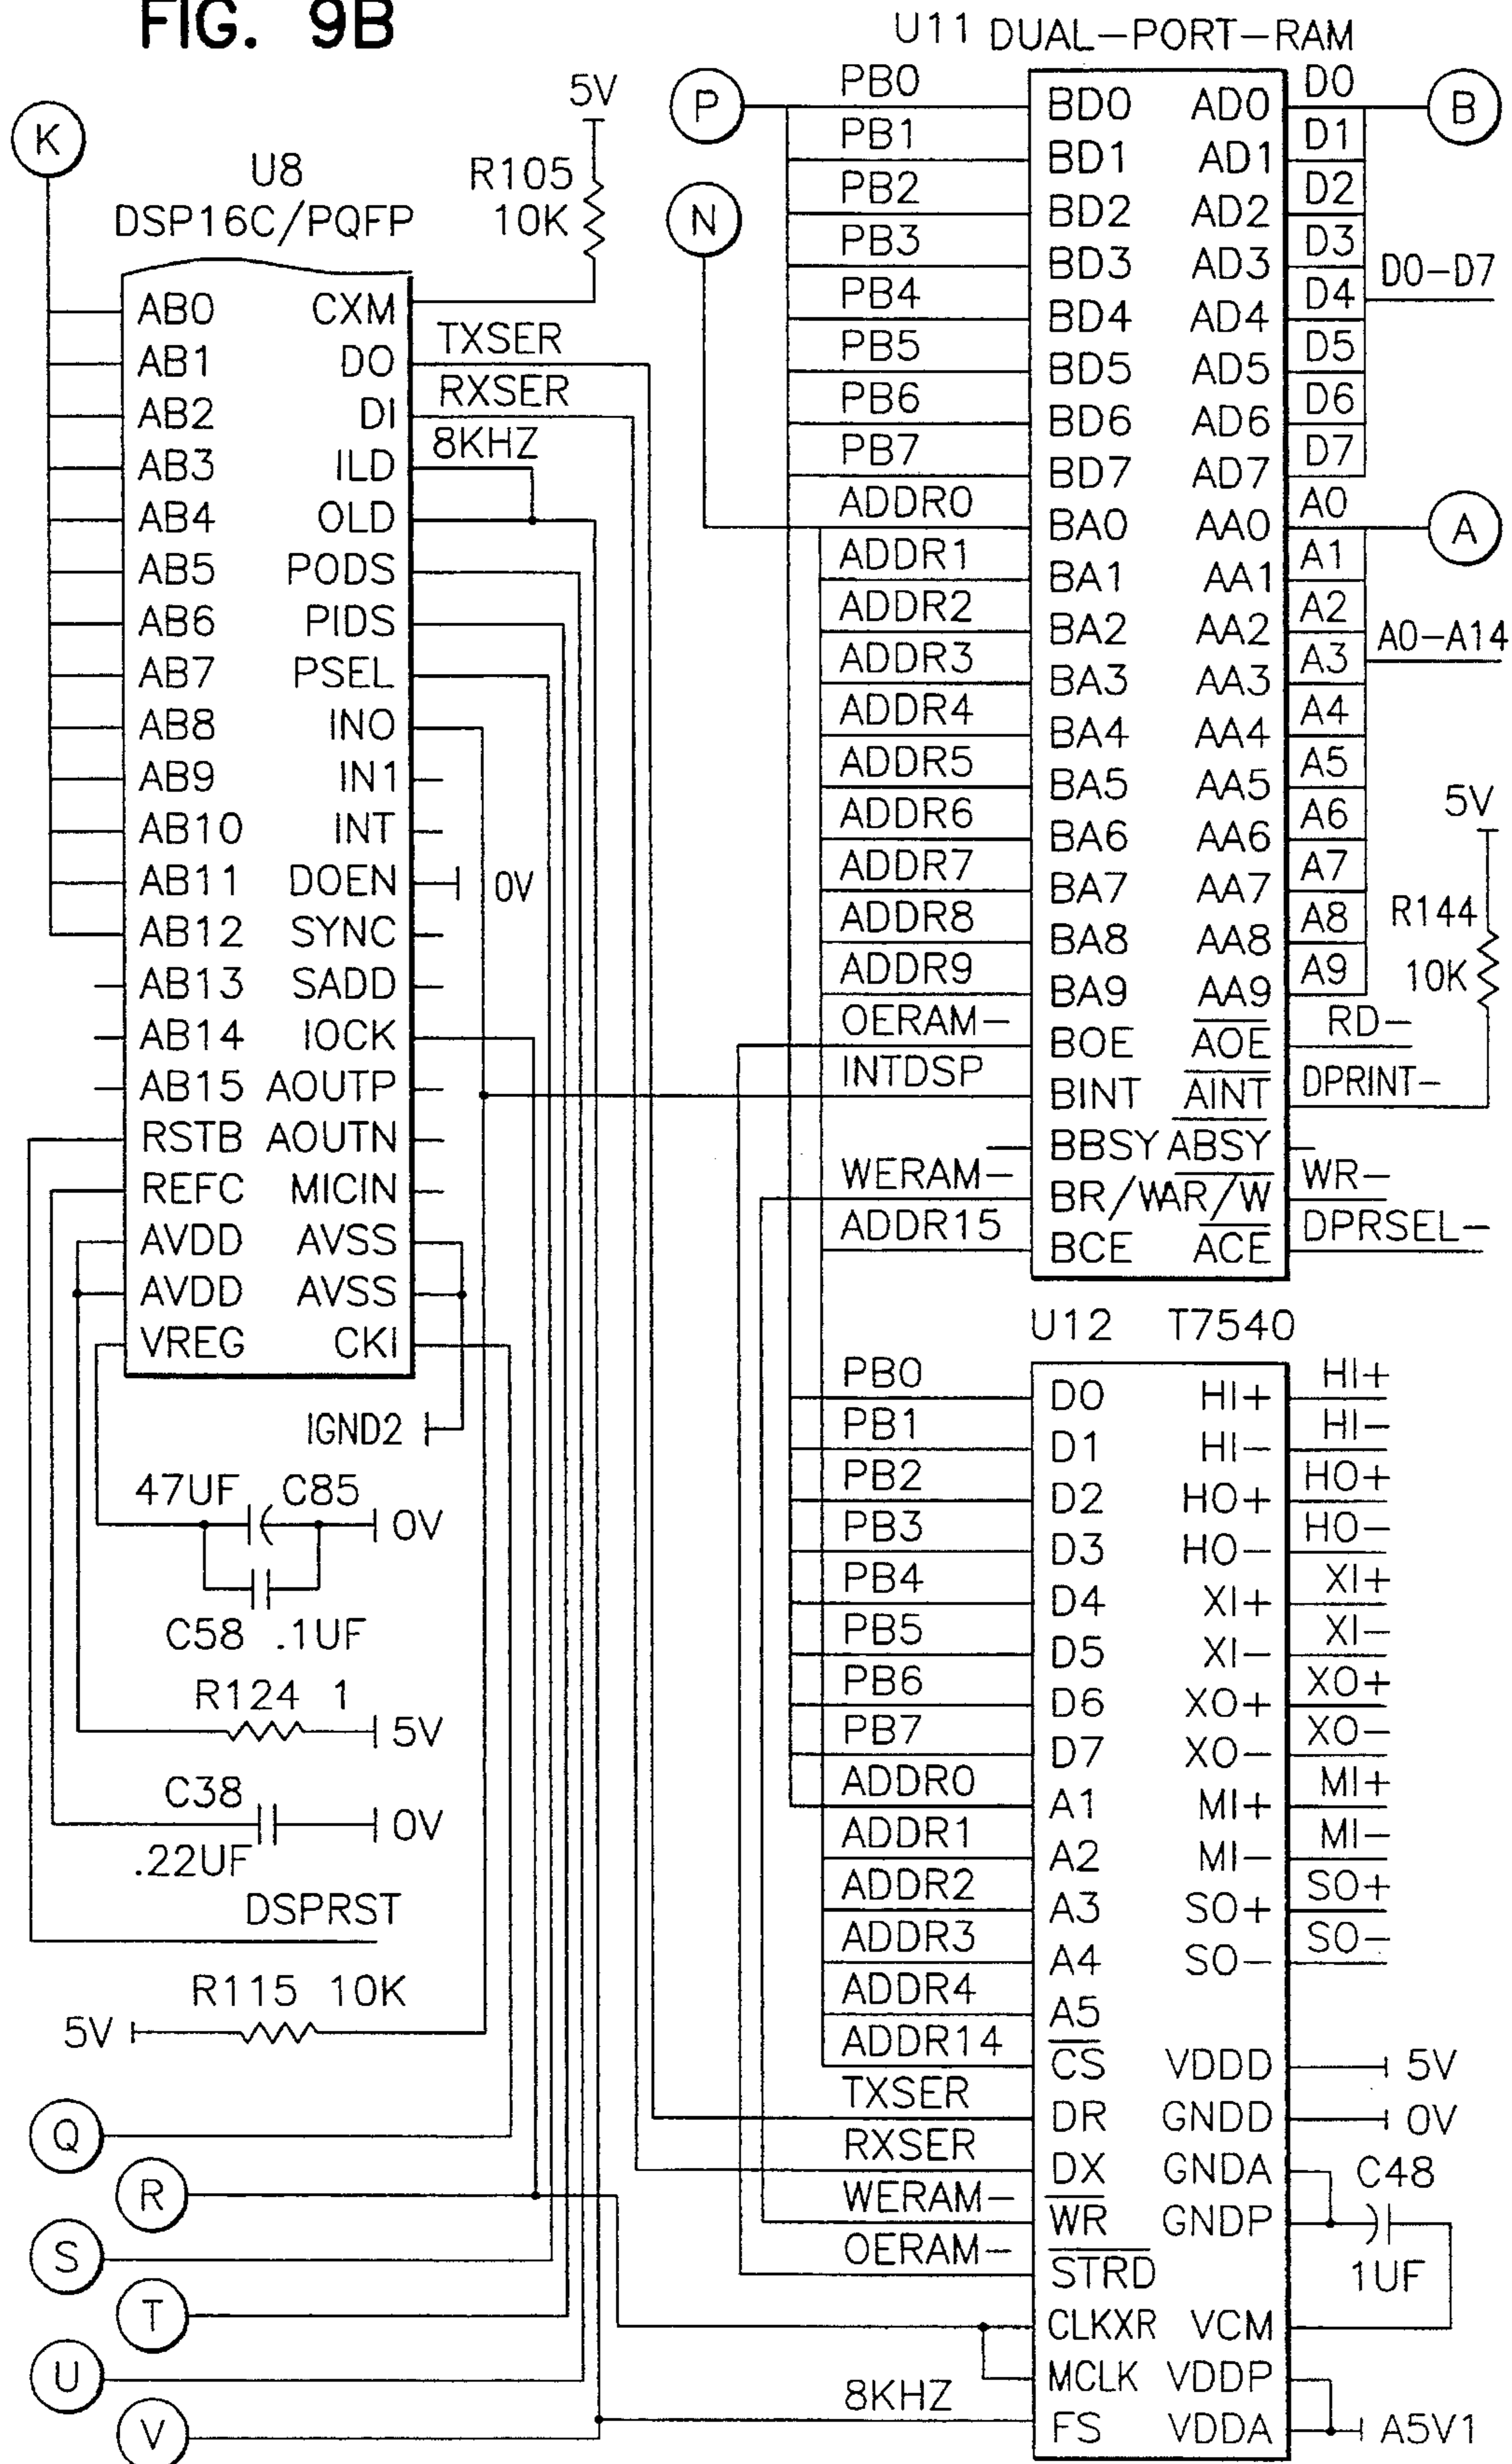 FIG. 9B
K
U8
DSP16C/PQFP
5V
R105
10K
AB0 CXM
AB1 DO TXSER
AB2 DI RXSER
AB3 ILD 8KHZ
AB4 OLD
AB5 PODS
AB6 PIDS
AB7 PSEL
AB8 IN0
AB9 IN1
AB10 INT
AB11 DOEN 0V
AB12 SYNC
AB13 SADD
AB14 IOCK
AB15 AOUTP
RSTB AOUTN
REFC MICIN
AVDD AVSS
AVDD AVSS
VREG CKI
IGND2
47UF C85
0V
C58 .1UF
R124 1
5V
C38
0V
.22UF
DSPRST
R115 10K
5V
Q
R
S
T
U
V
U11 DUAL-PORT-RAM
P
N
PB0 BD0 AD0 D0 B
PB1 BD1 AD1 D1
PB2 BD2 AD2 D2
PB3 BD3 AD3 D3
D0-D7
PB4 BD4 AD4 D4
PB5 BD5 AD5 D5
PB6 BD6 AD6 D6
PB7 BD7 AD7 D7
ADDR0 BA0 AA0 A0 A
ADDR1 BA1 AA1 A1
ADDR2 BA2 AA2 A2
A0-A14
ADDR3 BA3 AA3 A3
ADDR4 BA4 AA4 A4
ADDR5 BA5 AA5 A5
5V
ADDR6 BA6 AA6 A6
ADDR7 BA7 AA7 A7
ADDR8 BA8 AA8 A8
R144
10K
ADDR9 BA9 AA9 A9
OERAM- BOE AOE RD-
INTDSP BINT AINT DPRINT-
BBSY ABSY
WERAM- BR/W AR/W WR-
ADDR15 BCE ACE DPRSEL-
U12 T7540
PB0 D0 HI+ HI+
PB1 D1 HI- HI-
PB2 D2 HO+ HO+
PB3 D3 HO- HO-
PB4 D4 XI+ XI+
PB5 D5 XI- XI-
PB6 D6 XO+ XO+
PB7 D7 XO- XO-
ADDR0 A1 MI+ MI+
ADDR1 A2 MI- MI-
ADDR2 A3 SO+ SO+
ADDR3 A4 SO- SO-
ADDR4 A5
ADDR14 CS VDDD 5V
TXSER DR GNDD 0V
RXSER DX GNDA C48
WERAM- WR GNDP
1UF
OERAM- STRD
CLKXR VCM
MCLK VDDP
8KHZ FS VDDA A5V1